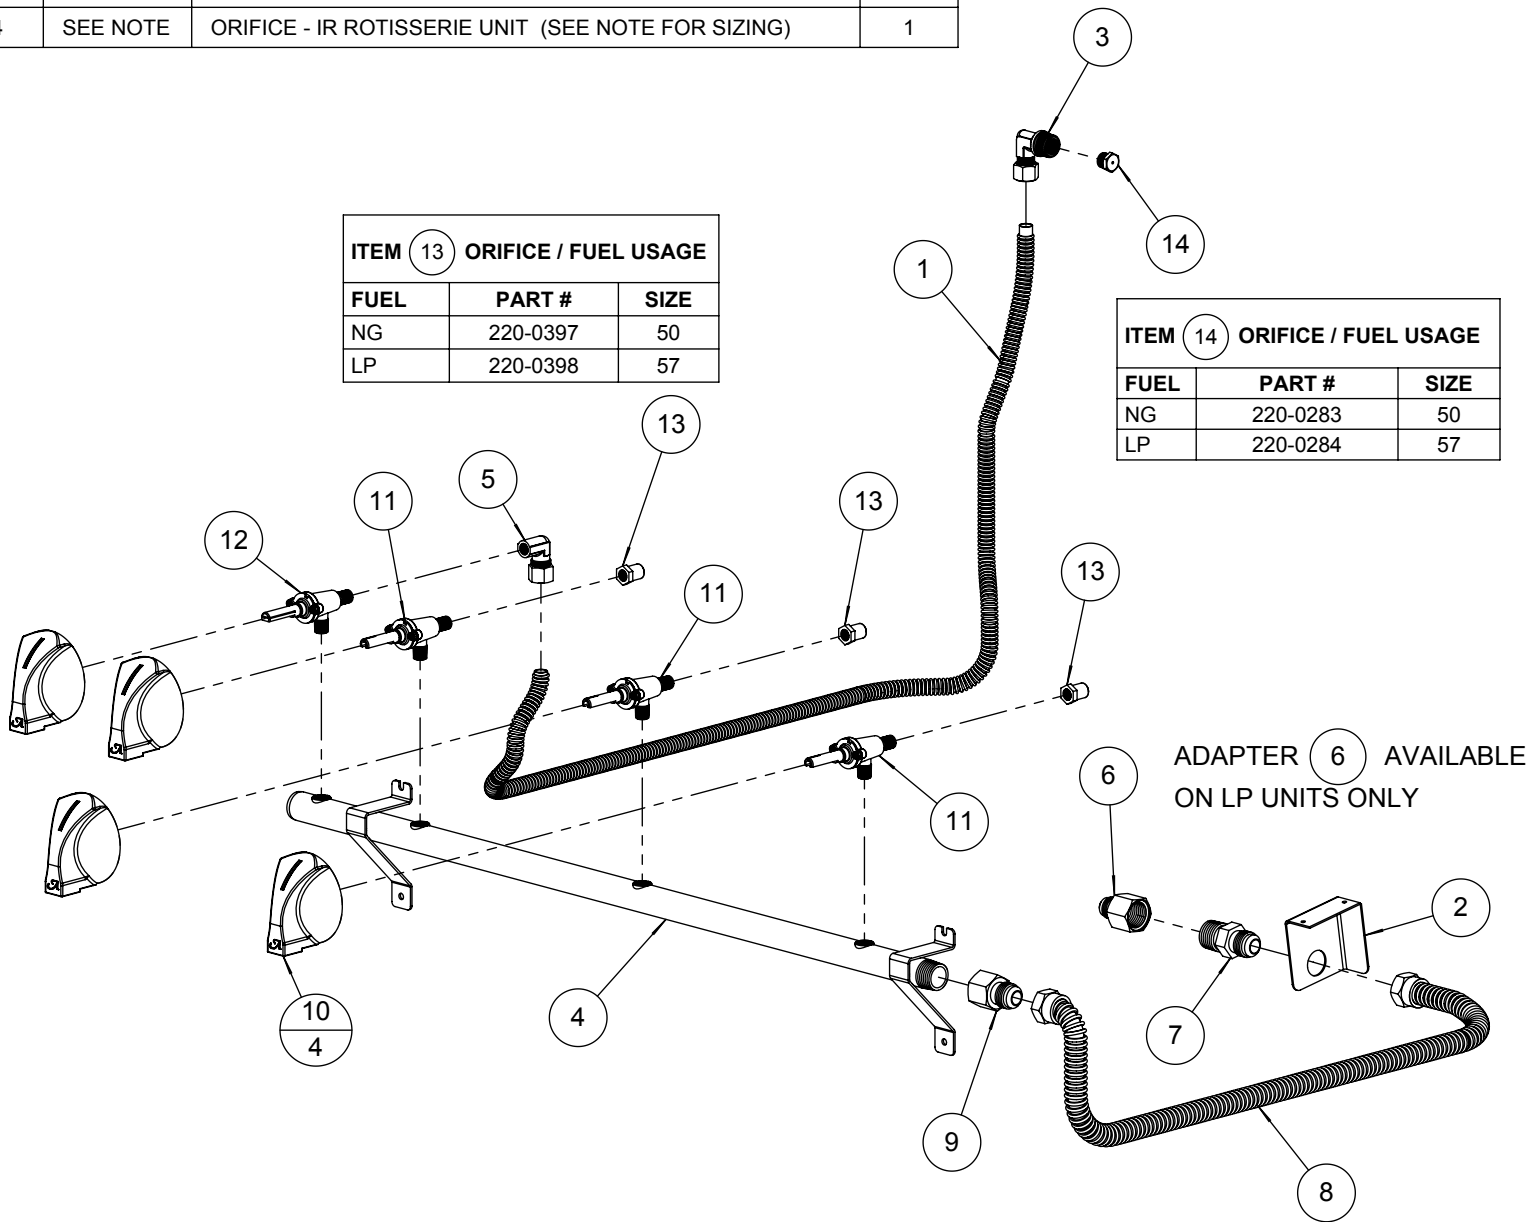 4 SEE NOTE ORIFICE - IR ROTISSERIE UNIT (SEE NOTE FOR SIZING) 1
3
14
1
ITEM 13 ORIFICE / FUEL USAGE
FUEL PART # SIZE
NG 220-0397 50
LP 220-0398 57
ITEM 14 ORIFICE / FUEL USAGE
FUEL PART # SIZE
NG 220-0283 50
LP 220-0284 57
13
5
11
13
12
13
11
6
ADAPTER 6 AVAILABLE
ON LP UNITS ONLY
11
2
4
10
4
7
9
8